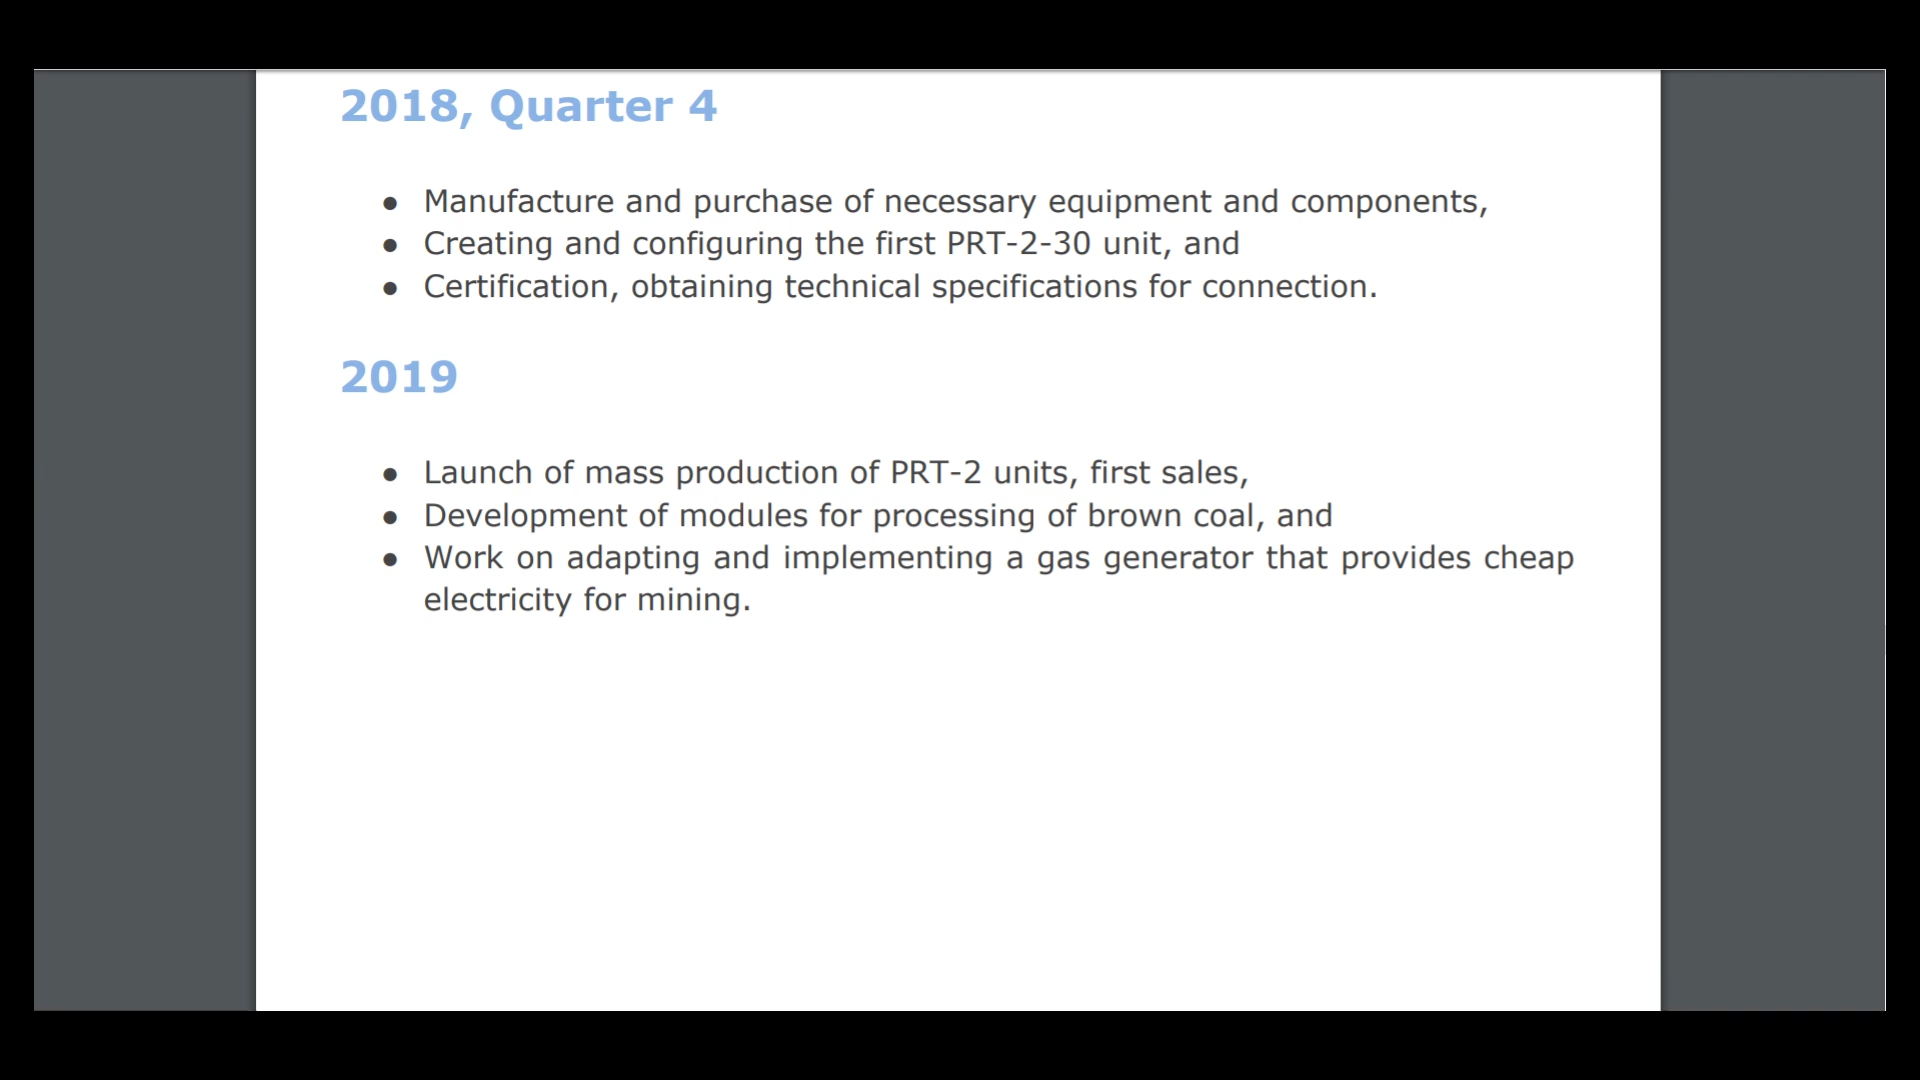 2018, Quarter 4
● Manufacture and purchase of necessary equipment and components,
● Creating and configuring the first PRT-2-30 unit, and
● Certification, obtaining technical specifications for connection.
2019
● Launch of mass production of PRT-2 units, first sales,
● Development of modules for processing of brown coal, and
● Work on adapting and implementing a gas generator that provides cheap
electricity for mining.